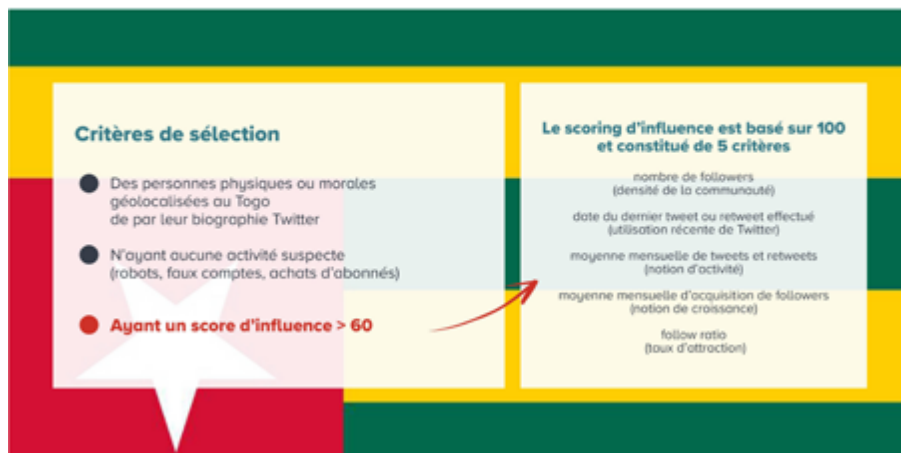 Critères de sélection
Des personnes physiques ou morales
géolocalisées au Togo
de par leur biographie Twitter
N'ayant aucune activité suspecte
(robots, faux comptes, achats d'abonnés)
Ayant un score d'influence > 60
Le scoring d'influence est basé sur 100
et constitué de 5 critères
nombre de followers
(densité de la communauté)
date du dernier tweet ou retweet effectué
(utilisation récente de Twitter)
moyenne mensuelle de tweets et retweets
(notion d'activité)
moyenne mensuelle d'acquisition de followers
(notion de croissance)
follow ratio
(taux d'attraction)